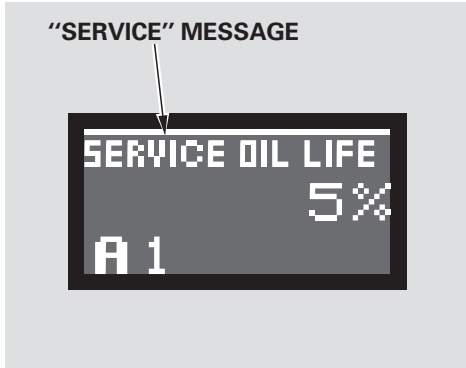 ‘‘SERVICE’’ MESSAGE
SERVICE OIL LIFE
5%
A 1